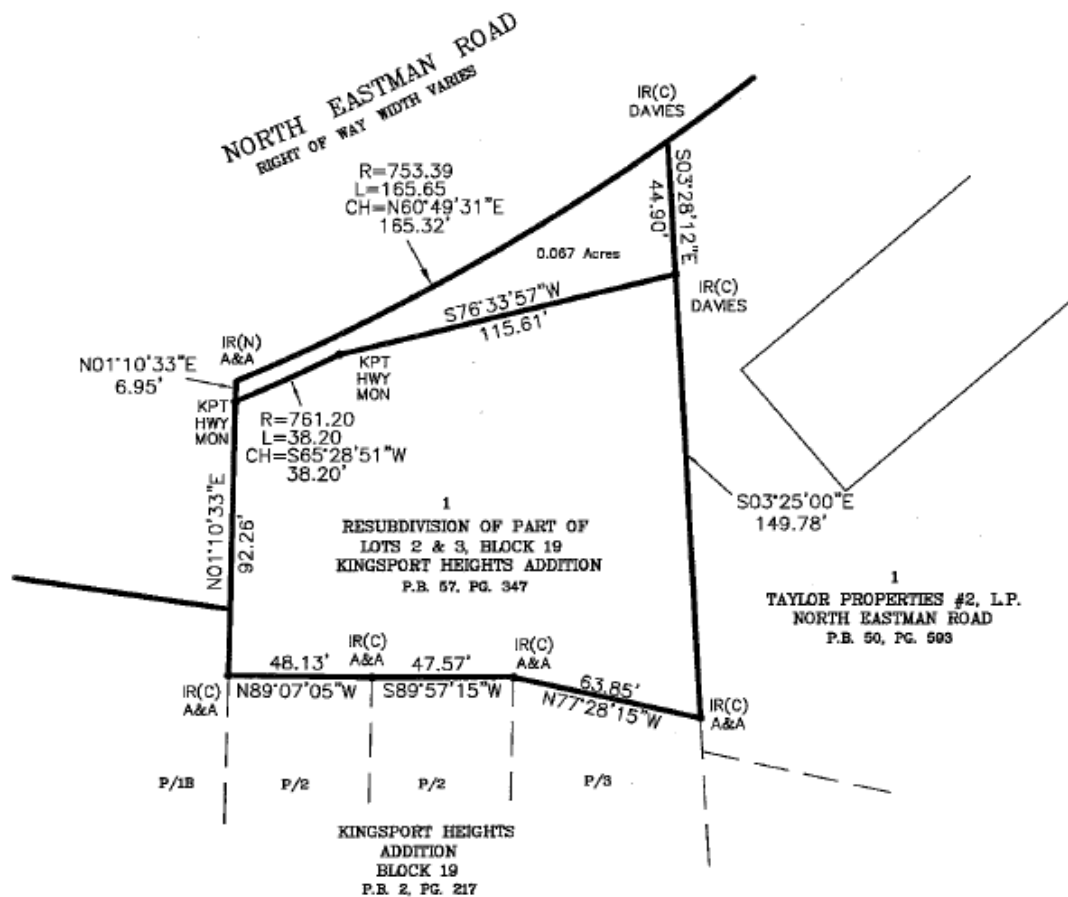 NORTH EASTMAN ROAD
RIGHT OF WAY WIDTH VARIES
IR(C)
DAVIES
R=753.39
L=165.65
CH=N60°49'31"E
165.32'
S03°28'12"E
44.90'
0.067 Acres
IR(C)
DAVIES
S76°33'57"W
115.61'
IR(N)
A&A
N01°10'33"E
6.95'
KPT
HWY
MON
KPT
HWY
MON
R=761.20
L=38.20
CH=S65°28'51"W
38.20'
N01°10'33"E
92.26'
S03°25'00"E
149.78'
1
RESUBDIVISION OF PART OF
LOTS 2 & 3, BLOCK 19
KINGSPORT HEIGHTS ADDITION
P.B. 57, PG. 347
1
TAYLOR PROPERTIES #2, L.P.
NORTH EASTMAN ROAD
P.B. 50, PG. 593
IR(C)
A&A
48.13'
N89°07'05"W
IR(C)
A&A
47.57'
S89°57'15"W
IR(C)
A&A
63.85'
N77°28'15"W
IR(C)
A&A
P/1B
P/2
P/2
P/3
KINGSPORT HEIGHTS
ADDITION
BLOCK 19
P.B. 2, PG. 217